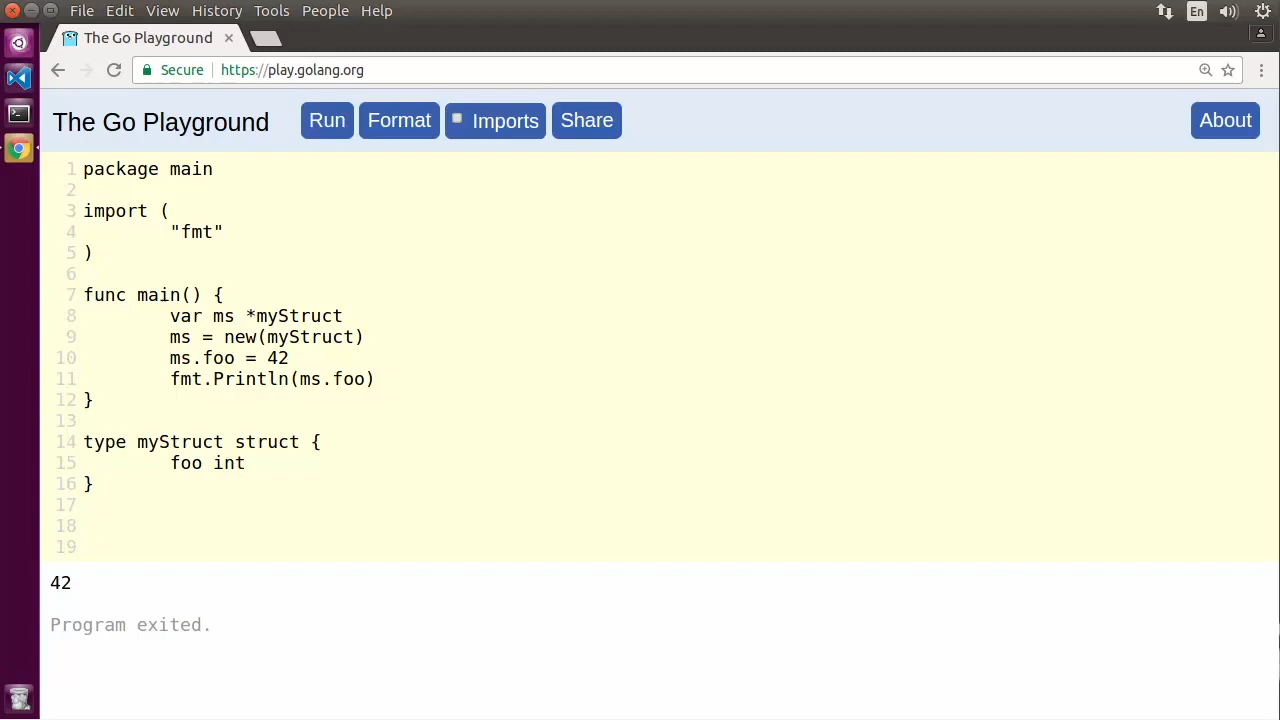 File Edit View History Tools People Help
En
The Go Playground
Secure https://play.golang.org
The Go Playground Run Format Imports Share About
1 package main
2
3 import (
4 "fmt"
5 )
6
7 func main() {
8 var ms *myStruct
9 ms = new(myStruct)
10 ms.foo = 42
11 fmt.Println(ms.foo)
12 }
13
14 type myStruct struct {
15 foo int
16 }
17
18
19
42
Program exited.